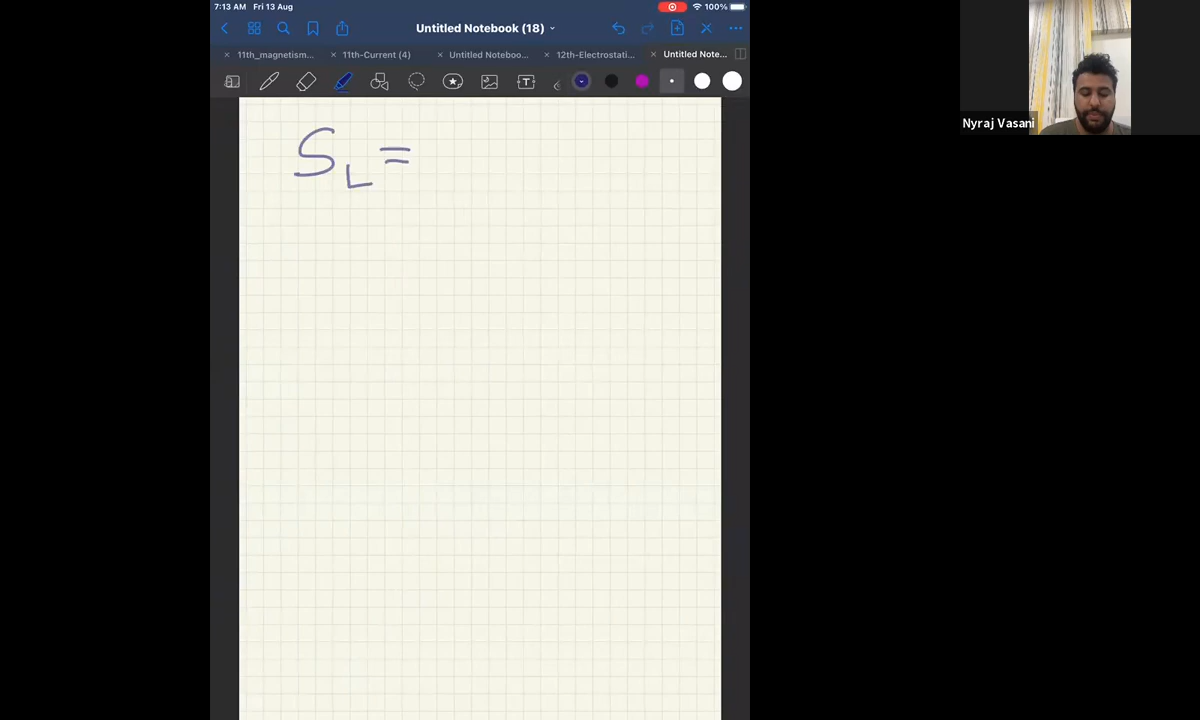 7:13 AM Fri 13 Aug 100%
Untitled Notebook (18)
11th_magnetism... 11th-Current (4) Untitled Noteboo... 12th-Electrostati... Untitled Note...
T
S_L =
Nyraj Vasani